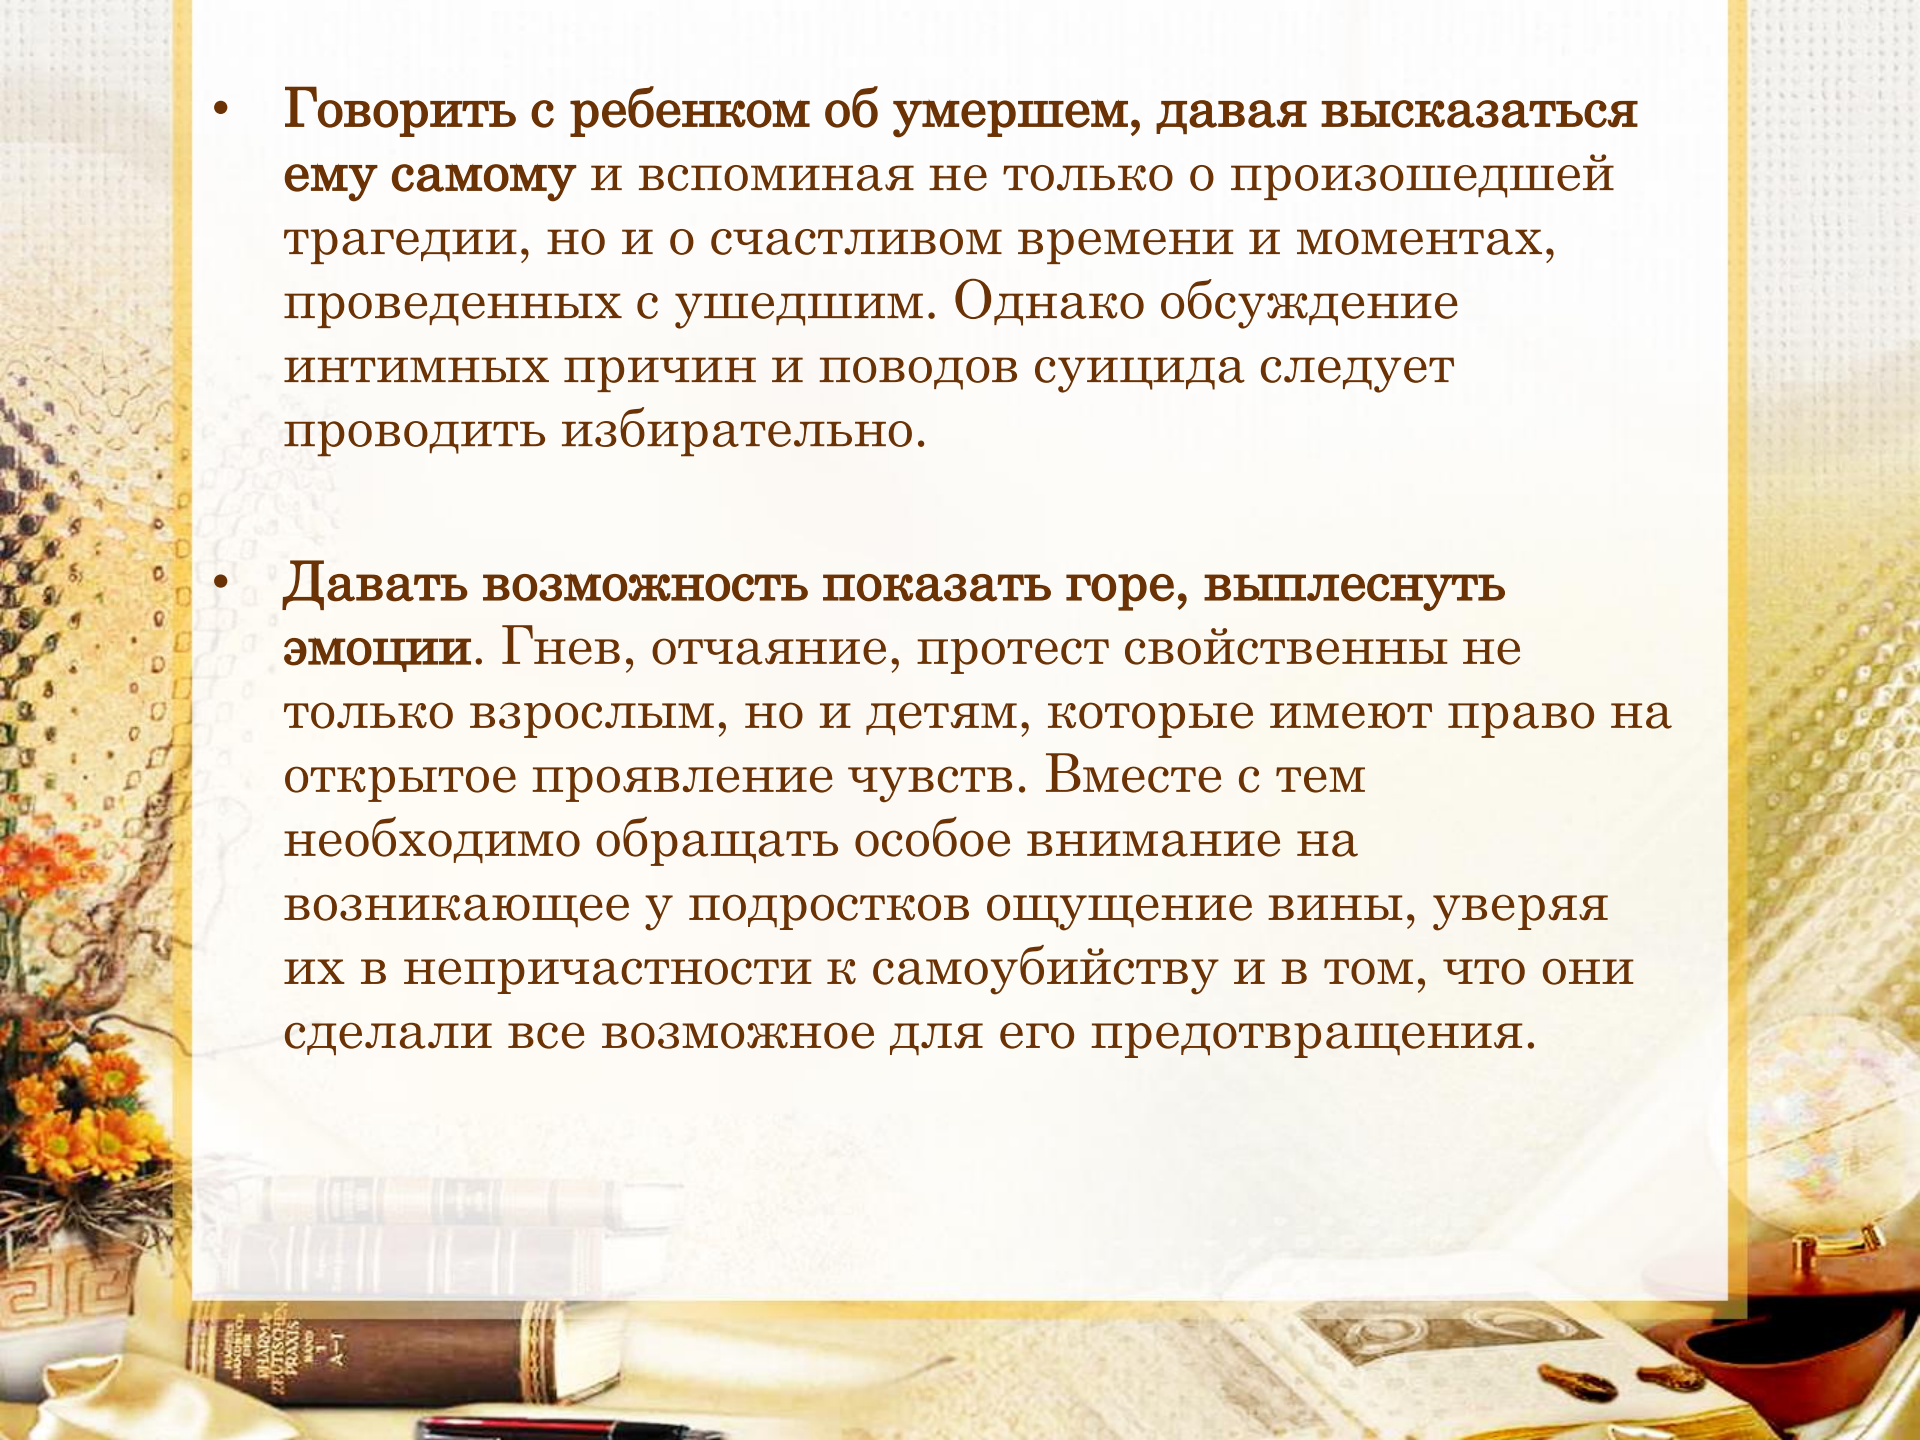 • Говорить с ребенком об умершем, давая высказаться
ему самому и вспоминая не только о произошедшей
трагедии, но и о счастливом времени и моментах,
проведенных с ушедшим. Однако обсуждение
интимных причин и поводов суицида следует
проводить избирательно.
• Давать возможность показать горе, выплеснуть
эмоции. Гнев, отчаяние, протест свойственны не
только взрослым, но и детям, которые имеют право на
открытое проявление чувств. Вместе с тем
необходимо обращать особое внимание на
возникающее у подростков ощущение вины, уверяя
их в непричастности к самоубийству и в том, что они
сделали все возможное для его предотвращения.
PRAXIS
BAND
I
A–I